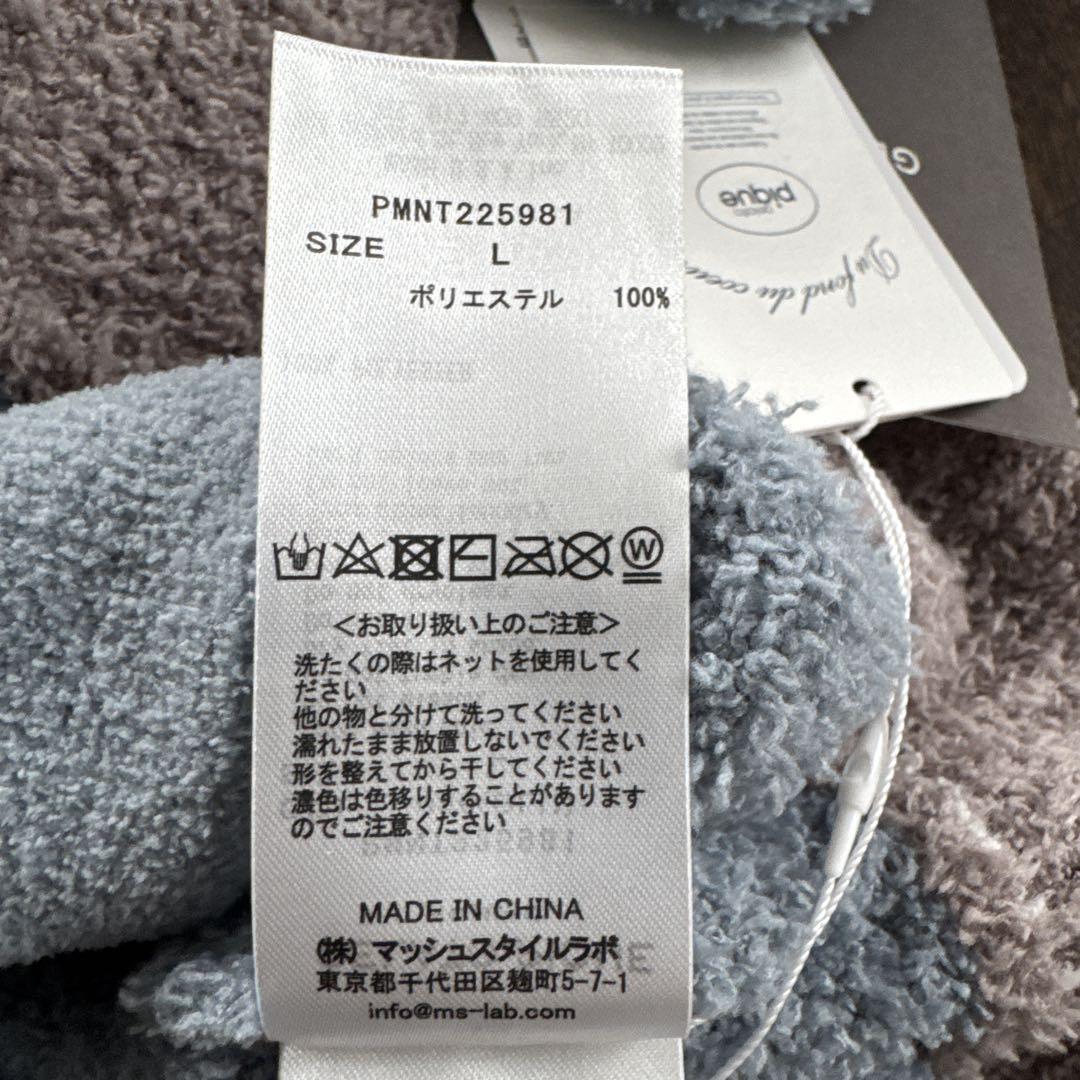 PMNT225981
SIZE L
ポリエステル 100%
W
<お取り扱い上のご注意>
洗たくの際はネットを使用してく
ださい
他の物と分けて洗ってください
濡れたまま放置しないでください
形を整えてから干してください
濃色は色移りすることがあります
のでご注意ください
MADE IN CHINA
(株) マッシュスタイルラボ
東京都千代田区麹町5-7-1
info@ms-lab.com
gelato
pique
Du fond du coeur
G